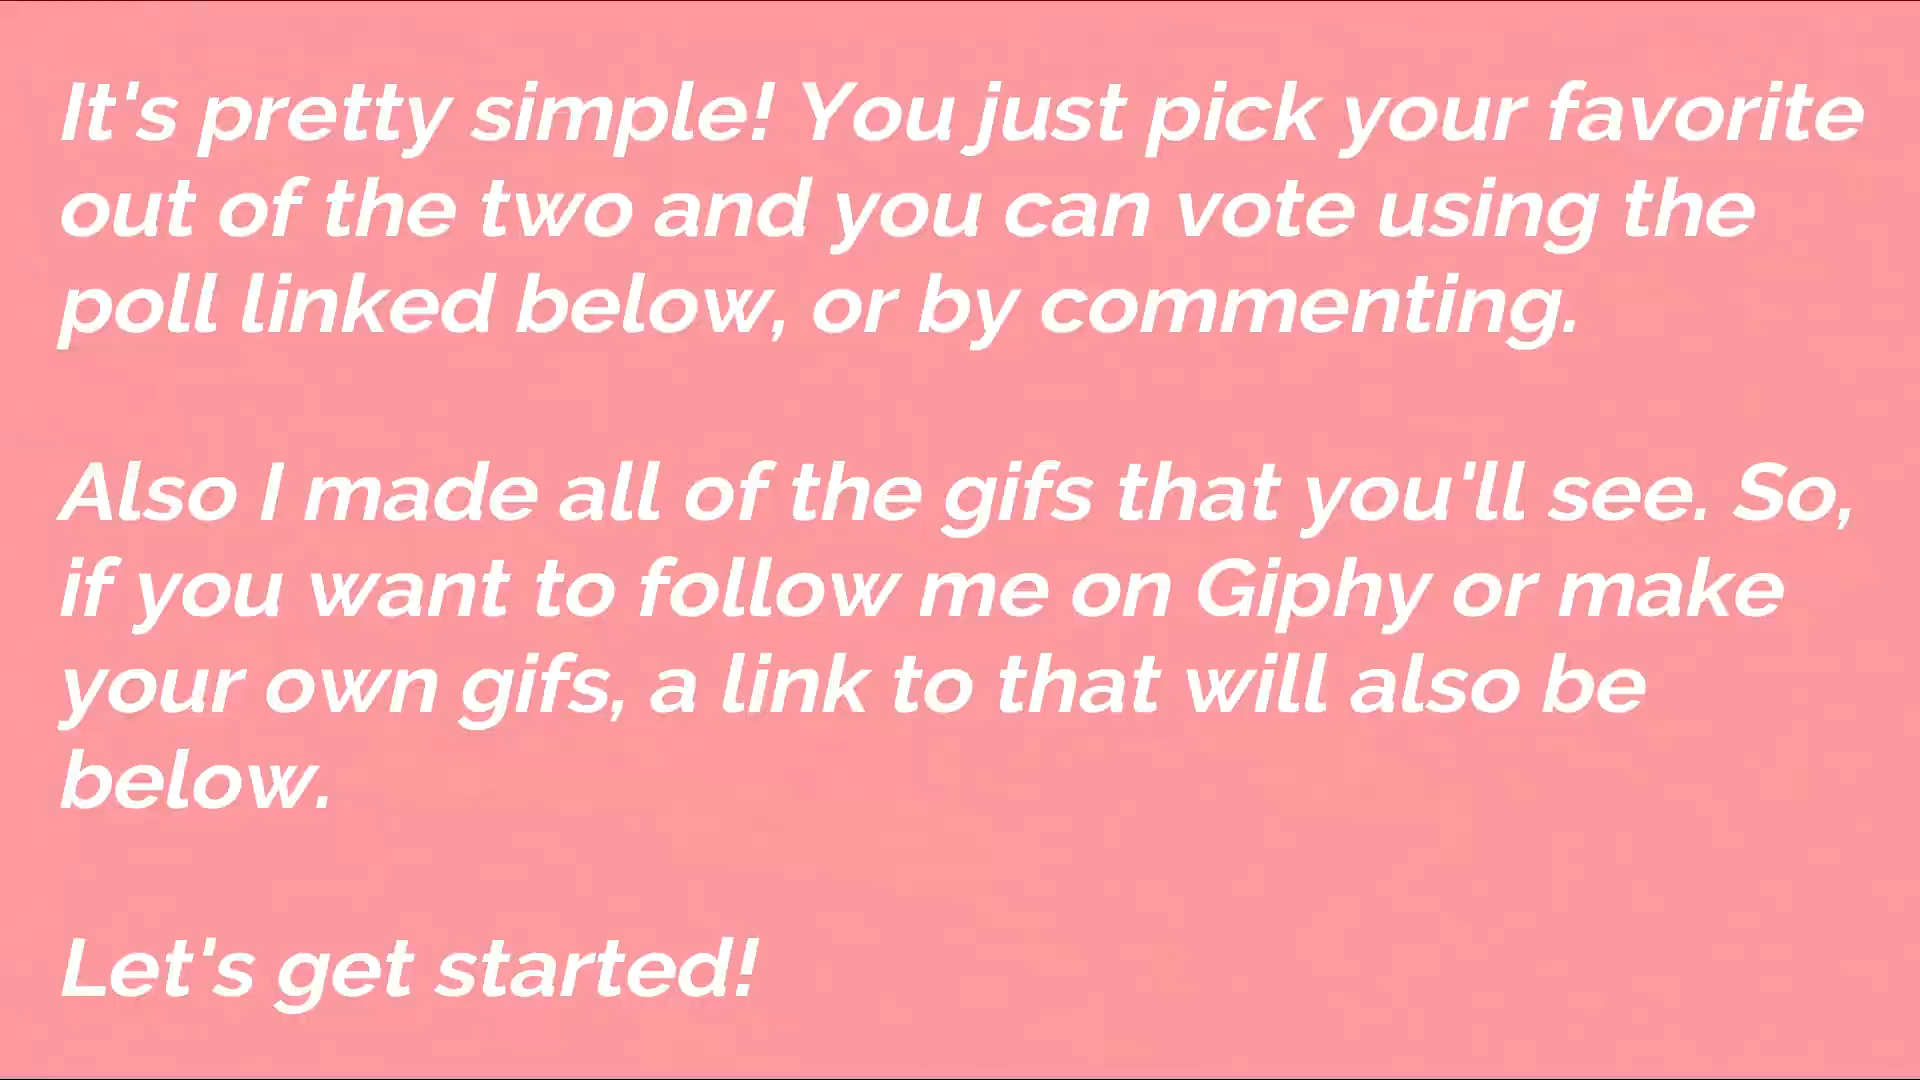 It's pretty simple! You just pick your favorite
out of the two and you can vote using the
poll linked below, or by commenting.
Also I made all of the gifs that you'll see. So,
if you want to follow me on Giphy or make
your own gifs, a link to that will also be
below.
Let's get started!